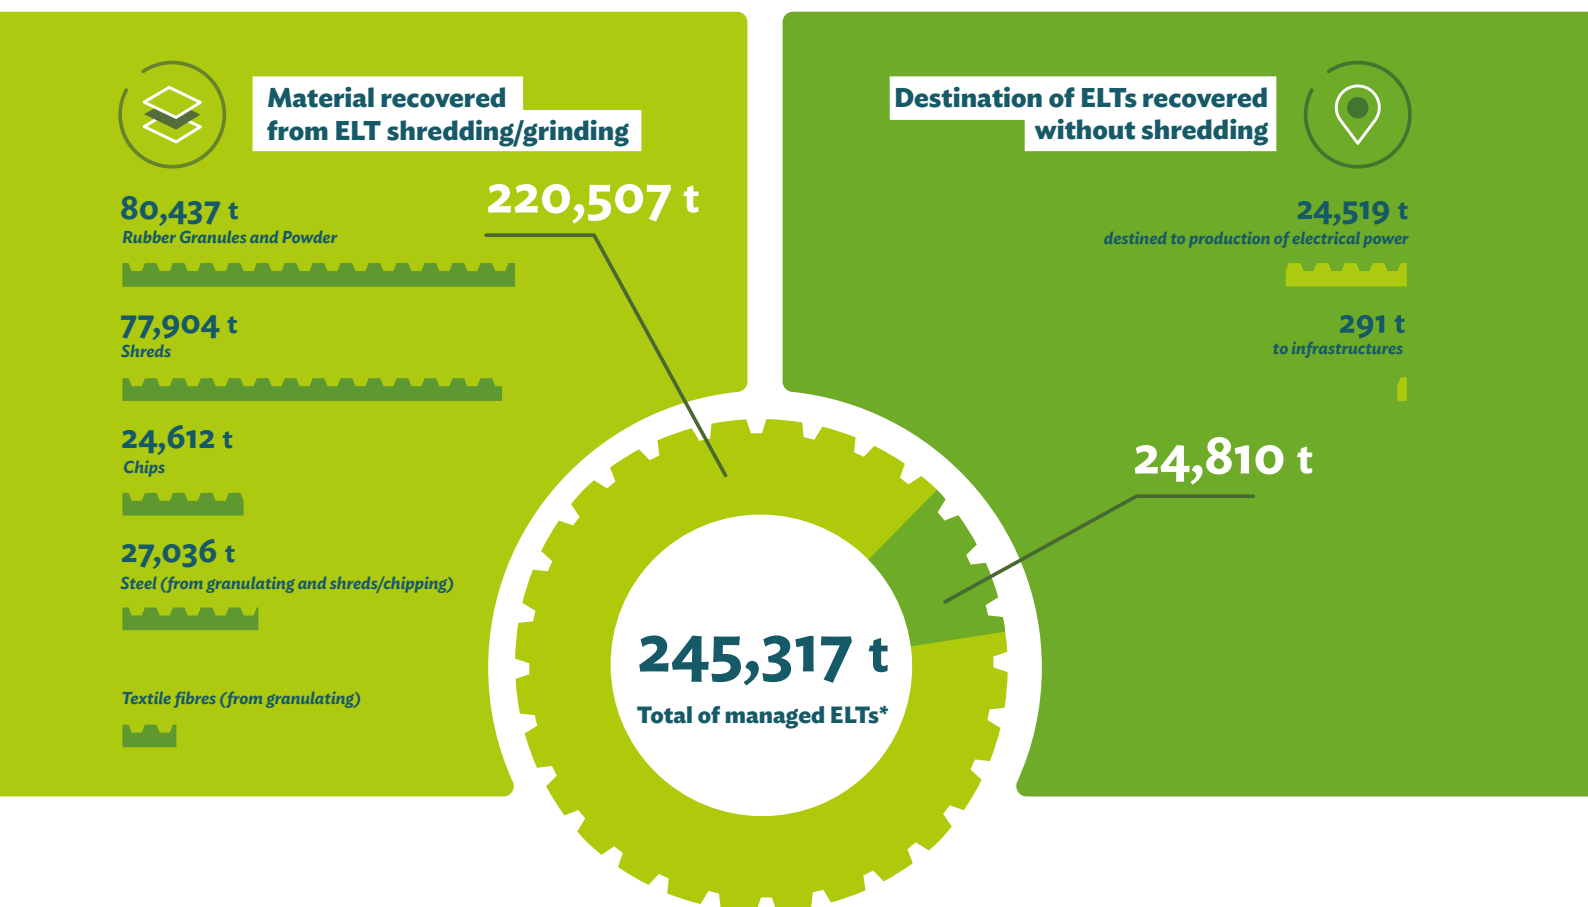 Material recovered
from ELT shredding/grinding
220,507 t
80,437 t
Rubber Granules and Powder
77,904 t
Shreds
24,612 t
Chips
27,036 t
Steel (from granulating and shreds/chipping)
Textile fibres (from granulating)
Destination of ELTs recovered
without shredding
24,519 t
destined to production of electrical power
291 t
to infrastructures
24,810 t
245,317 t
Total of managed ELTs*